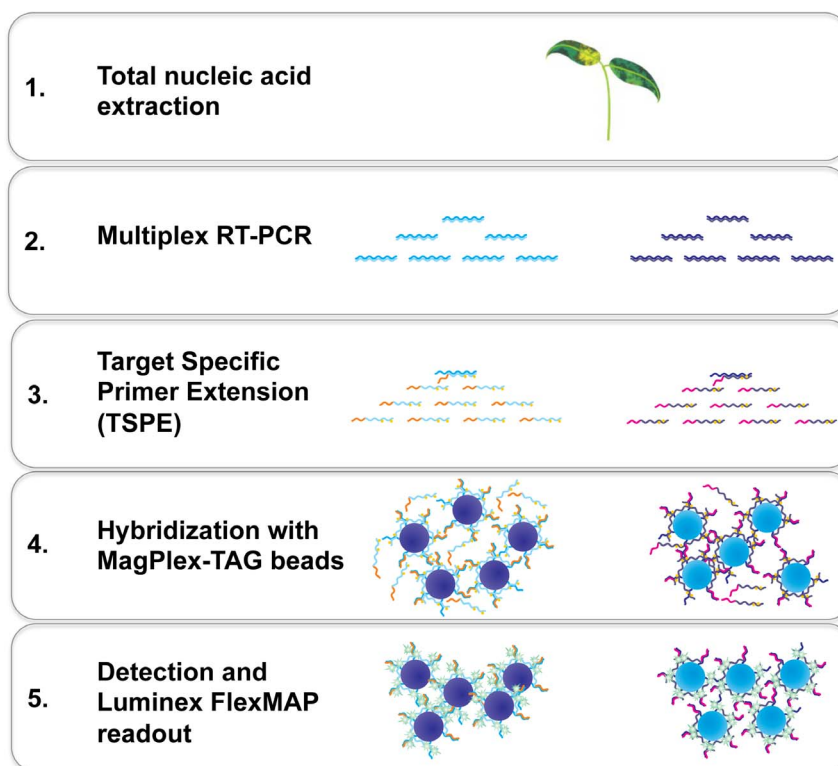 1.
Total nucleic acid
extraction
2.
Multiplex RT-PCR
3.
Target Specific
Primer Extension
(TSPE)
4.
Hybridization with
MagPlex-TAG beads
5.
Detection and
Luminex FlexMAP
readout